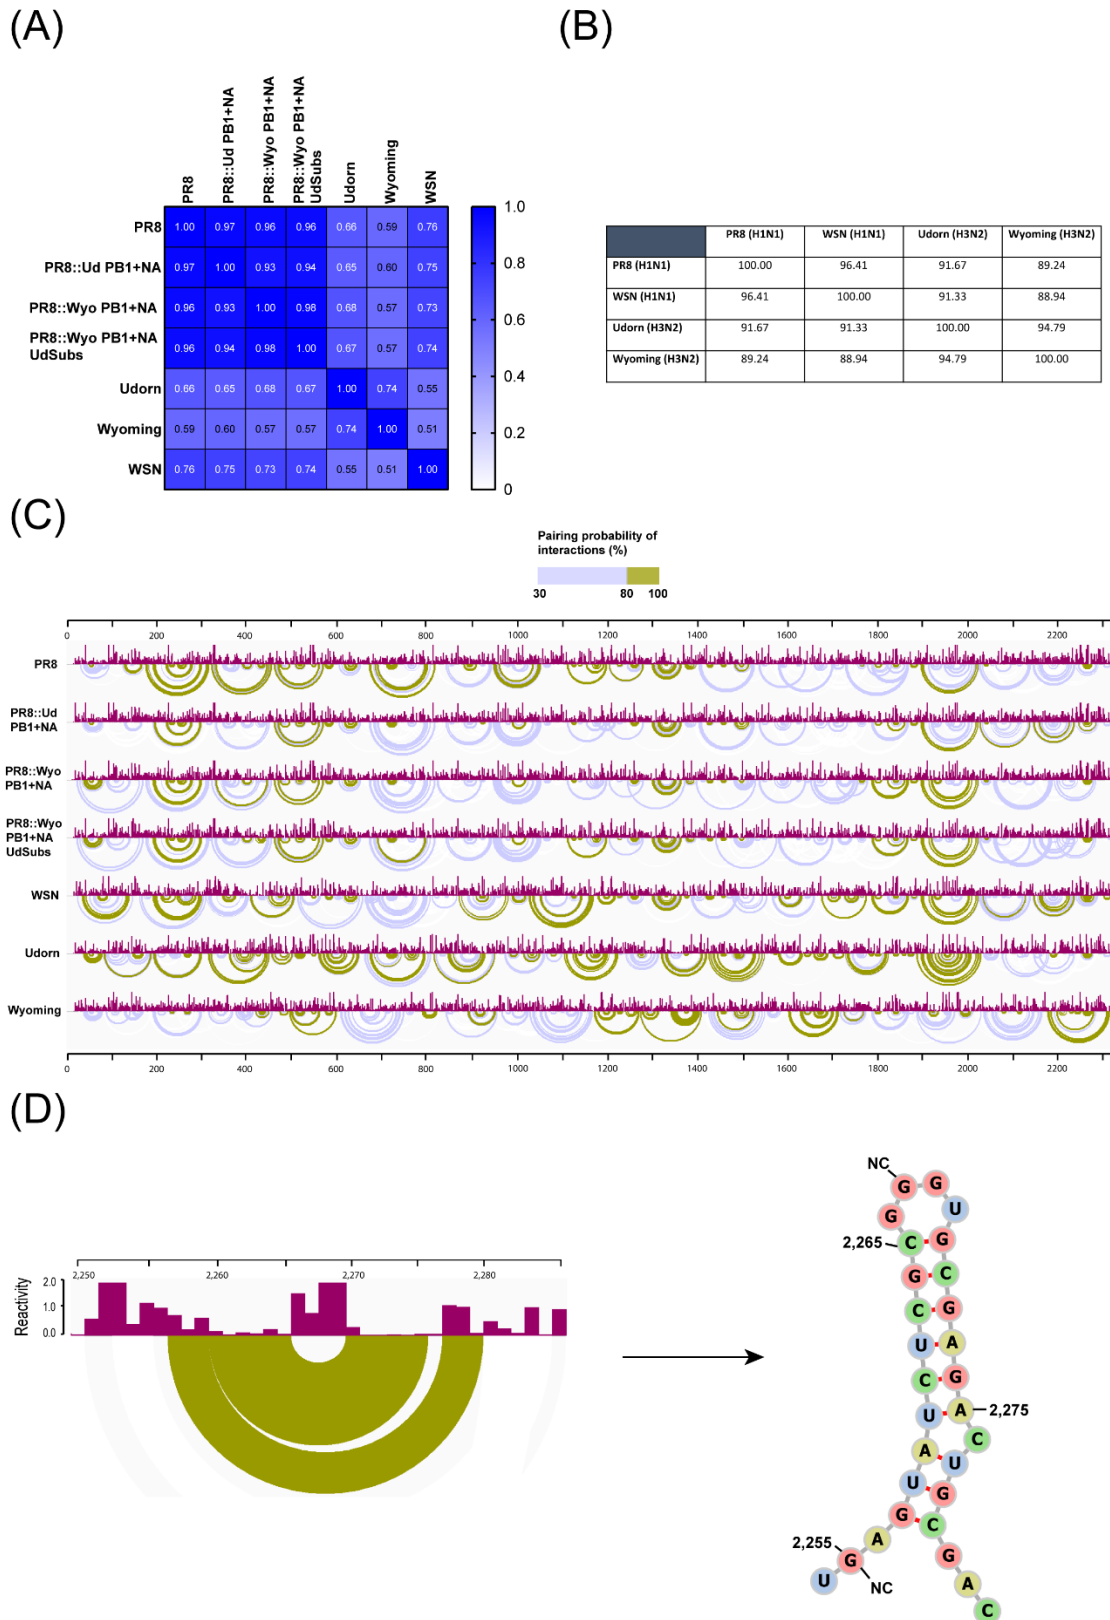 (A)
(B)
PR8
PR8::Ud PB1+NA
PR8::Wyo PB1+NA
PR8::Wyo PB1+NA
UdSubs
Udorn
Wyoming
WSN
PR8 1.00 0.97 0.96 0.96 0.66 0.59 0.76
PR8::Ud PB1+NA 0.97 1.00 0.93 0.94 0.65 0.60 0.75
PR8::Wyo PB1+NA 0.96 0.93 1.00 0.98 0.68 0.57 0.73
PR8::Wyo PB1+NA
UdSubs 0.96 0.94 0.98 1.00 0.67 0.57 0.74
Udorn 0.66 0.65 0.68 0.67 1.00 0.74 0.55
Wyoming 0.59 0.60 0.57 0.57 0.74 1.00 0.51
WSN 0.76 0.75 0.73 0.74 0.55 0.51 1.00
1.0
0.8
0.6
0.4
0.2
0
PR8 (H1N1) WSN (H1N1) Udorn (H3N2) Wyoming (H3N2)
PR8 (H1N1) 100.00 96.41 91.67 89.24
WSN (H1N1) 96.41 100.00 91.33 88.94
Udorn (H3N2) 91.67 91.33 100.00 94.79
Wyoming (H3N2) 89.24 88.94 94.79 100.00
(C)
Pairing probability of
interactions (%)
30 80 100
0 200 400 600 800 1000 1200 1400 1600 1800 2000 2200
PR8
PR8::Ud
PB1+NA
PR8::Wyo
PB1+NA
PR8::Wyo
PB1+NA
UdSubs
WSN
Udorn
Wyoming
0 200 400 600 800 1000 1200 1400 1600 1800 2000 2200
(D)
2,250 2,260 2,270 2,280
Reactivity
2.0
1.0
0.0
NC
G G
G U
2,265 C G
G C
C G
U A
C G
U A 2,275
C
A U
U G
G C
2,255 A G
U G NC A
C